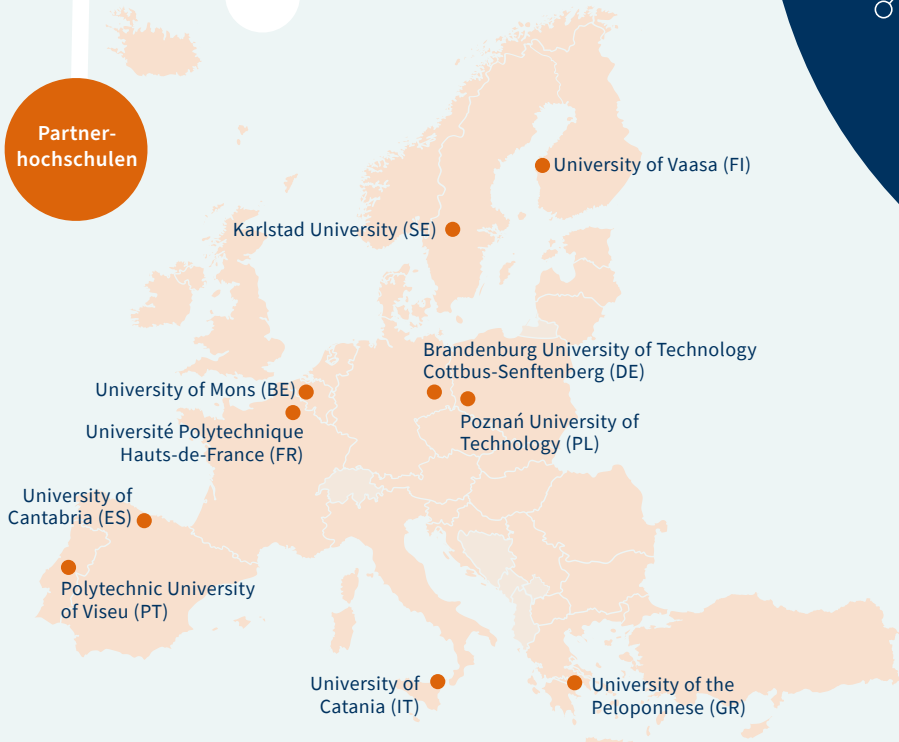 Partner-
hochschulen
University of Vaasa (FI)
Karlstad University (SE)
Brandenburg University of Technology
Cottbus-Senftenberg (DE)
University of Mons (BE)
Poznań University of
Technology (PL)
Université Polytechnique
Hauts-de-France (FR)
University of
Cantabria (ES)
Polytechnic University
of Viseu (PT)
University of
Catania (IT)
University of the
Peloponnese (GR)